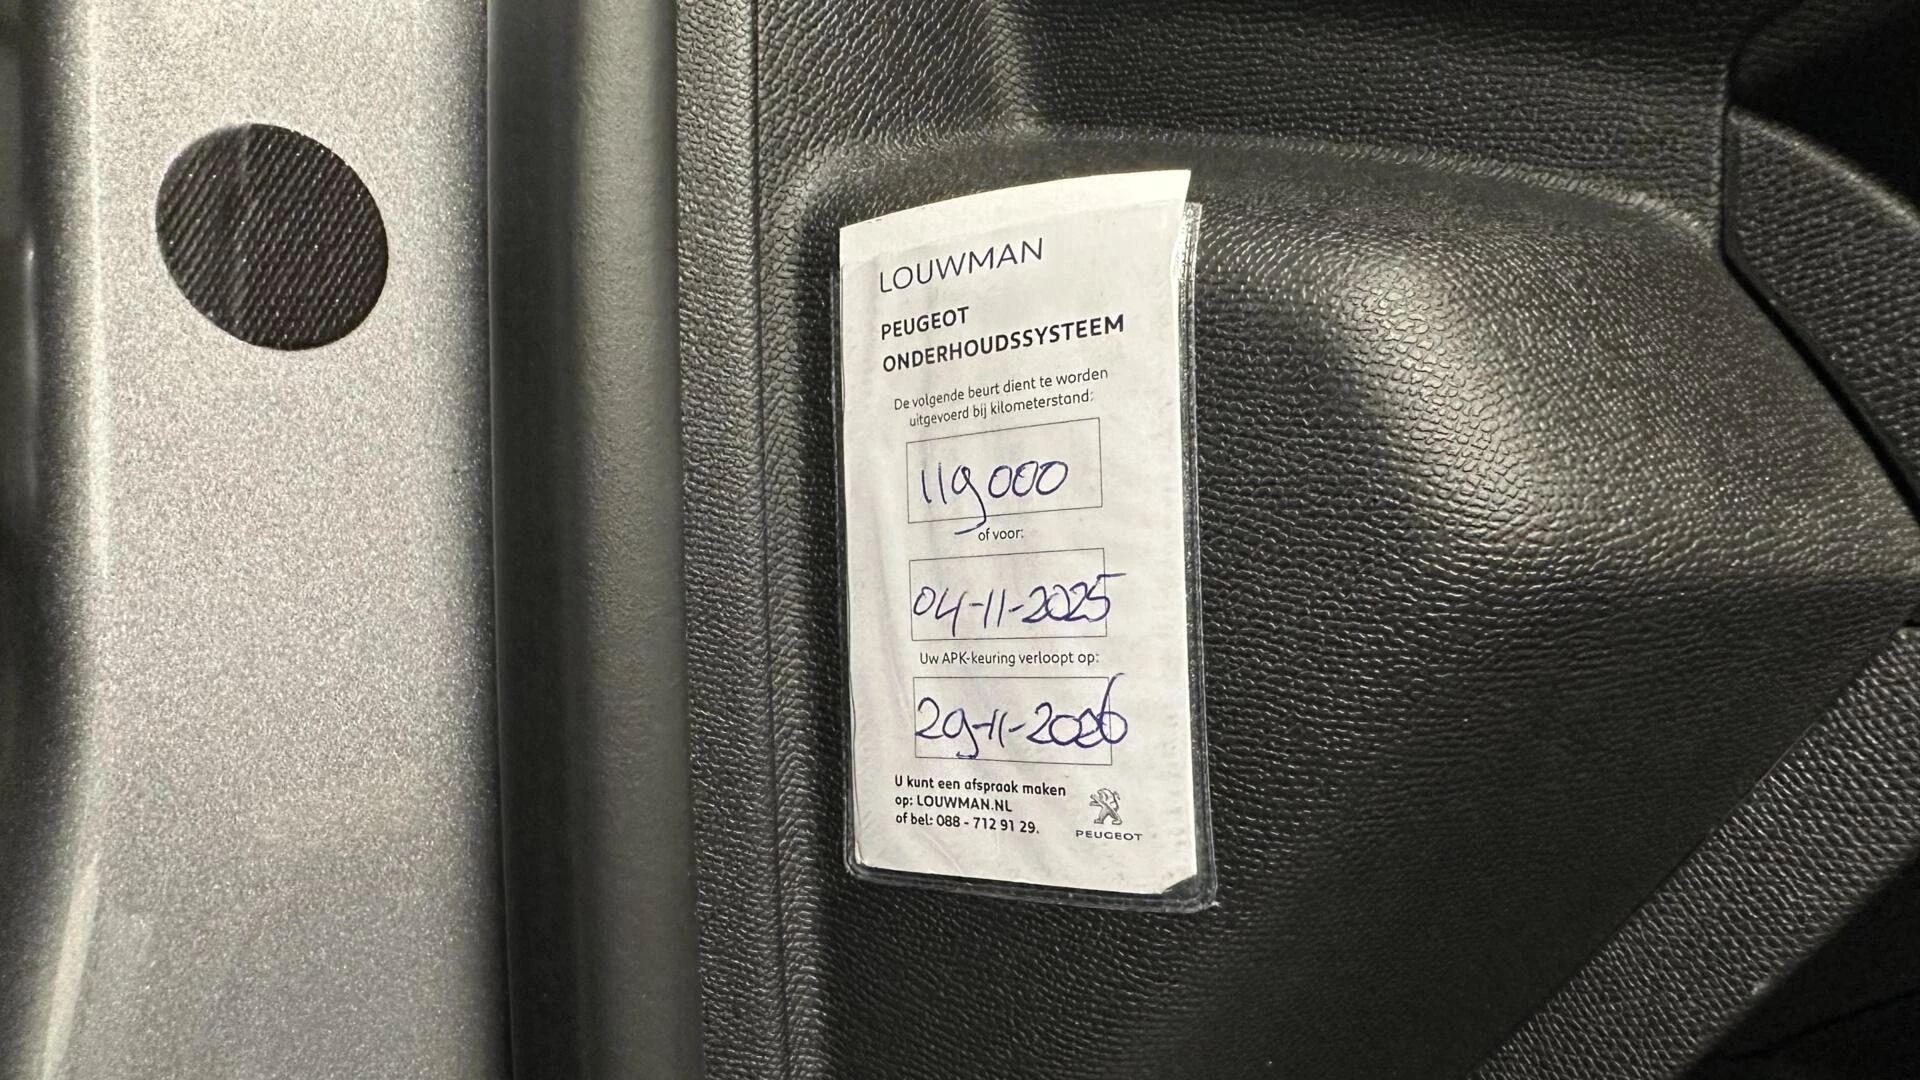 LOUWMAN
PEUGEOT
ONDERHOUDSSYSTEEM
De volgende beurt dient te worden
uitgevoerd bij kilometerstand:
119000
of voor:
04-11-2025
Uw APK-keuring verloopt op:
29-11-2026
U kunt een afspraak maken
op: LOUWMAN.NL
of bel: 088 - 712 91 29.
PEUGEOT